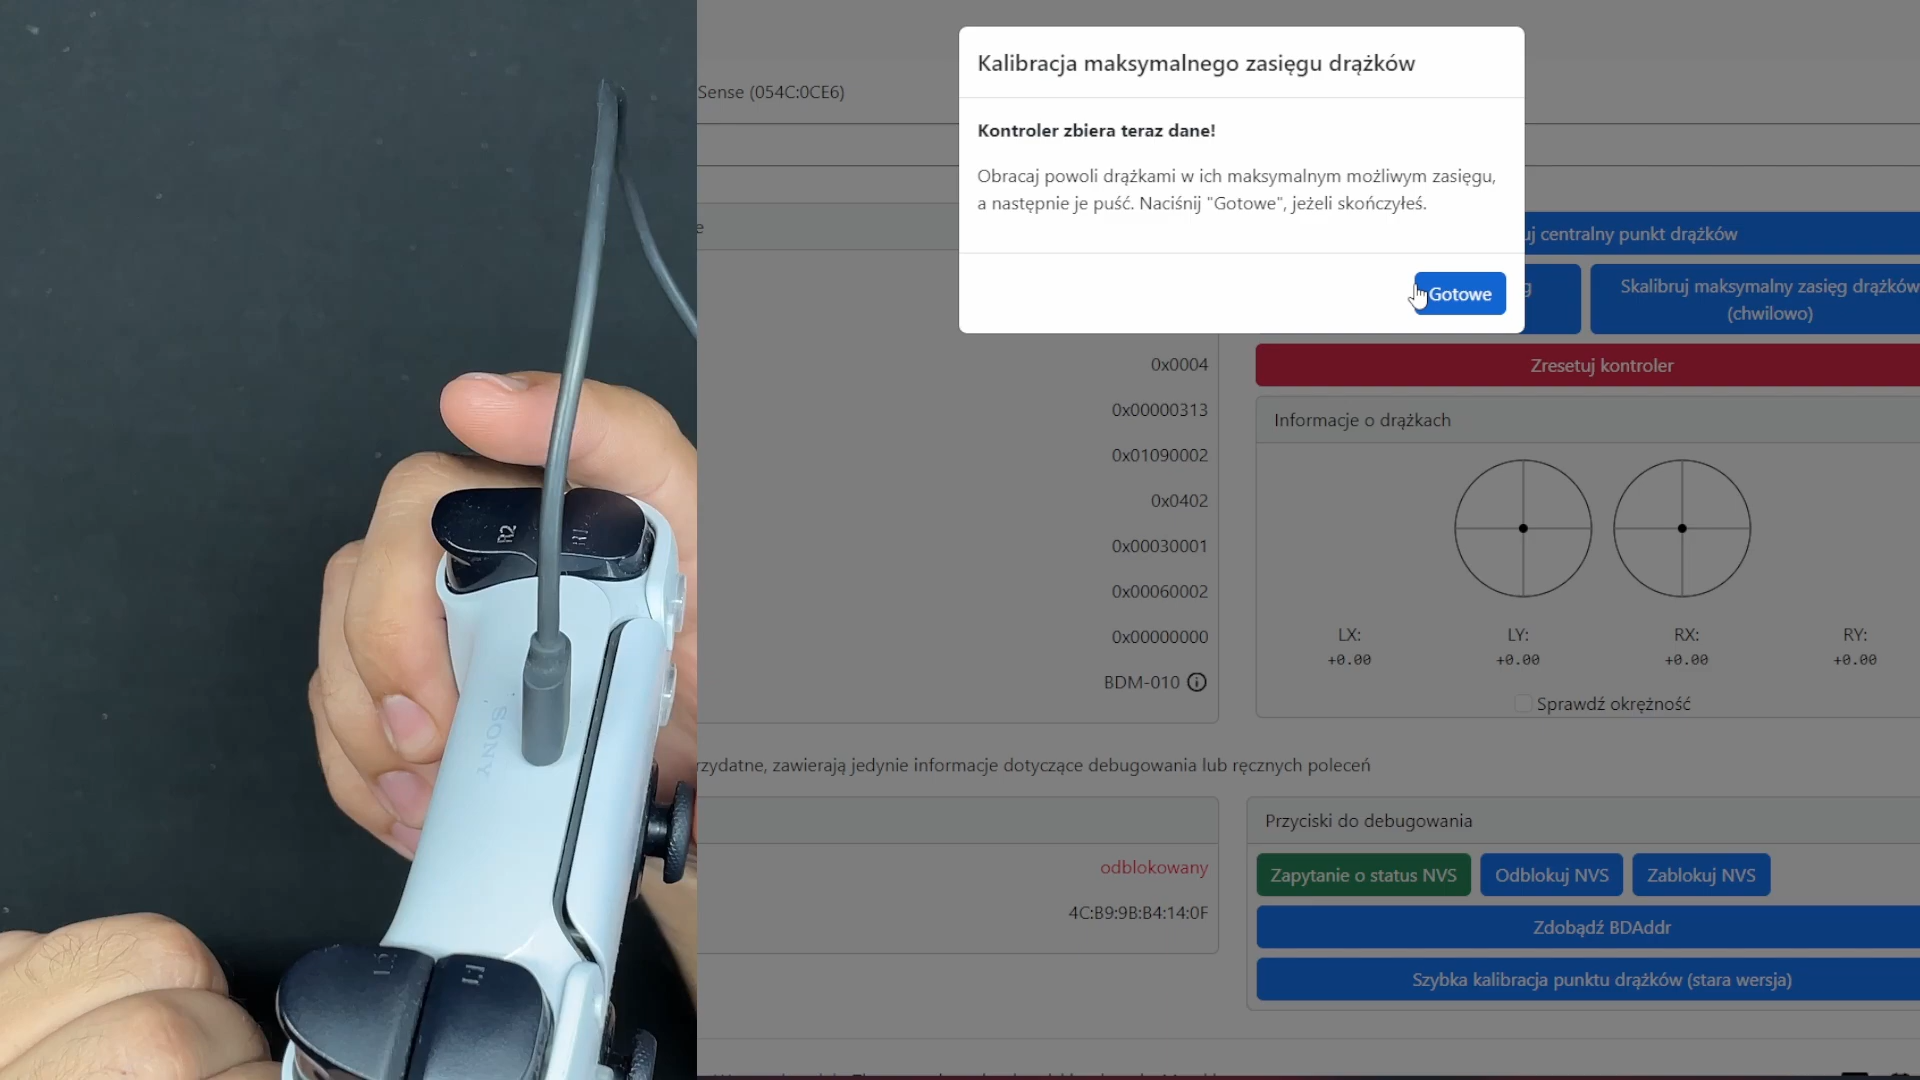 Kalibracja maksymalnego zasięgu drążków
Sense (054C:0CE6)
Kontroler zbiera teraz dane!
Obracaj powoli drążkami w ich maksymalnym możliwym zasięgu,
a następnie je puść. Naciśnij "Gotowe", jeżeli skończyłeś.
Gotowe
centralny punkt drążków
Skalibruj maksymalny zasięg drążków
(chwilowo)
Zresetuj kontroler
0x0004
0x00000313
0x01090002
0x0402
0x00030001
0x00060002
0x00000000
BDM-010
Informacje o drążkach
LX: LY: RX: RY:
+0.00 +0.00 +0.00 +0.00
Sprawdź okrężność
R2
R1
SONY
L1
zawierają jedynie informacje dotyczące debugowania lub ręcznych poleceń
odblokowany
4C:B9:9B:B4:14:0F
Przyciski do debugowania
Zapytanie o status NVS
Odblokuj NVS
Zablokuj NVS
Zdobądź BDAddr
Szybka kalibracja punktu drążków (stara wersja)